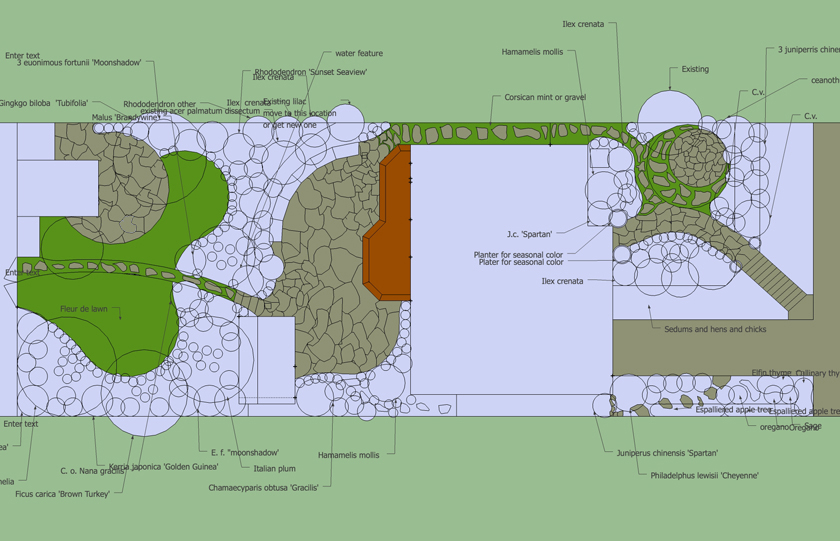 Ilex crenata
Hamamelis mollis
water feature
3 juniperris chiner
Enter text
3 euonimous fortunii 'Moonshadow'
Rhododendron 'Sunset Seaview'
Ilex crenata
Existing
ceanoth
C.v.
Corsican mint or gravel
Ginkgo biloba 'Tubifolia'
Rhododendron other
Ilex crenata
Existing lilac
move to this location
or get new one
existing acer palmatum dissectum
Malus 'Brandywine'
C.v.
J.c. 'Spartan'
Planter for seasonal color
Plater for seasonal color
Enter text
Ilex crenata
Fleur de lawn
Sedums and hens and chicks
Elfin thyme
Cullinary thy
Espalliered apple tree
Espalliered apple tre
oregano
Oregano
Sage
Enter text
ea'
E. f. "moonshadow'
Hamamelis mollis
Juniperus chinensis 'Spartan'
C. o. Nana gracilis
Kerria japonica 'Golden Guinea'
Italian plum
Philadelphus lewisii 'Cheyenne'
melia
Ficus carica 'Brown Turkey'
Chamaecyparis obtusa 'Gracilis'